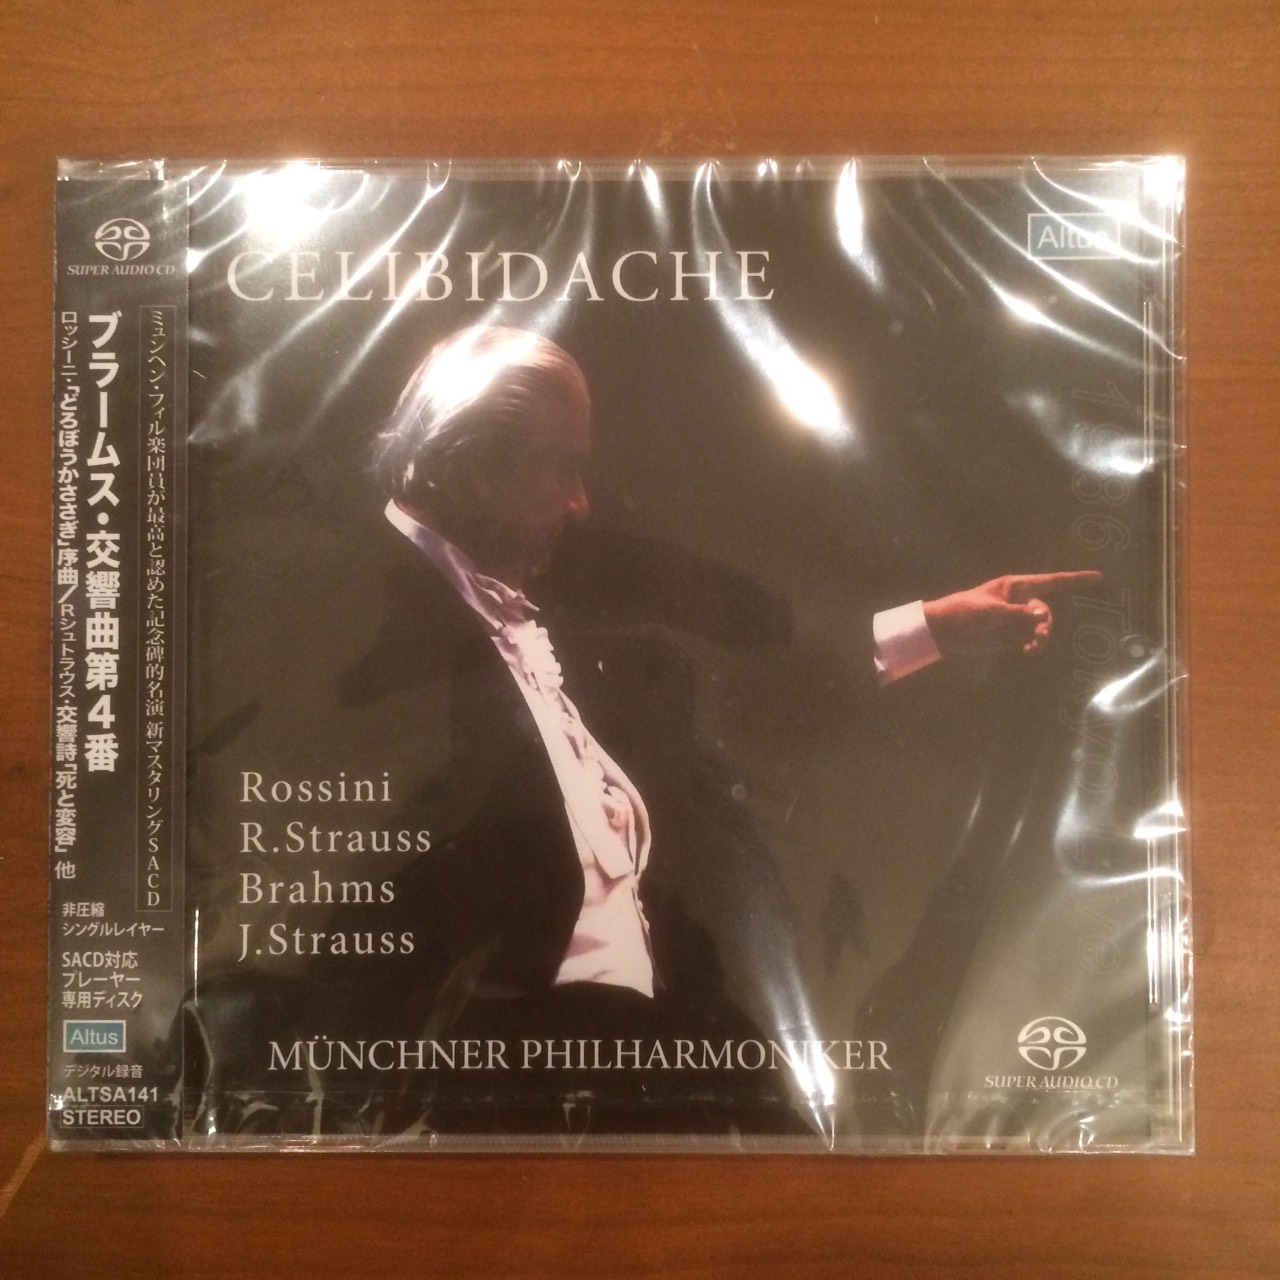 SUPER AUDIO CD
ミュンヘン・フィル楽団員が最高と認めた記念碑的名演 新マスタリングSACD
ブラームス・交響曲第4番
ロッシーニ・「どろぼうかささぎ」序曲/Rシュトラウス・交響詩「死と変容」他
非圧縮
シングルレイヤー
SACD対応
プレーヤー
専用ディスク
Altus
デジタル録音
ALTSA141
STEREO
CELIBIDACHE
Altus
1986 Tokyo Live
Rossini
R.Strauss
Brahms
J.Strauss
MÜNCHNER PHILHARMONIKER
SUPER AUDIO CD